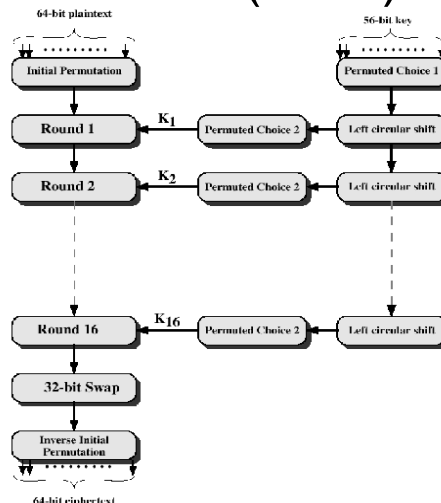 64-bit plaintext 56-bit key
Initial Permutation Permuted Choice 1
Round 1 K1 Permuted Choice 2 Left circular shift
Round 2 K2 Permuted Choice 2 Left circular shift
Round 16 K16 Permuted Choice 2 Left circular shift
32-bit Swap
Inverse Initial
Permutation
64-bit ciphertext